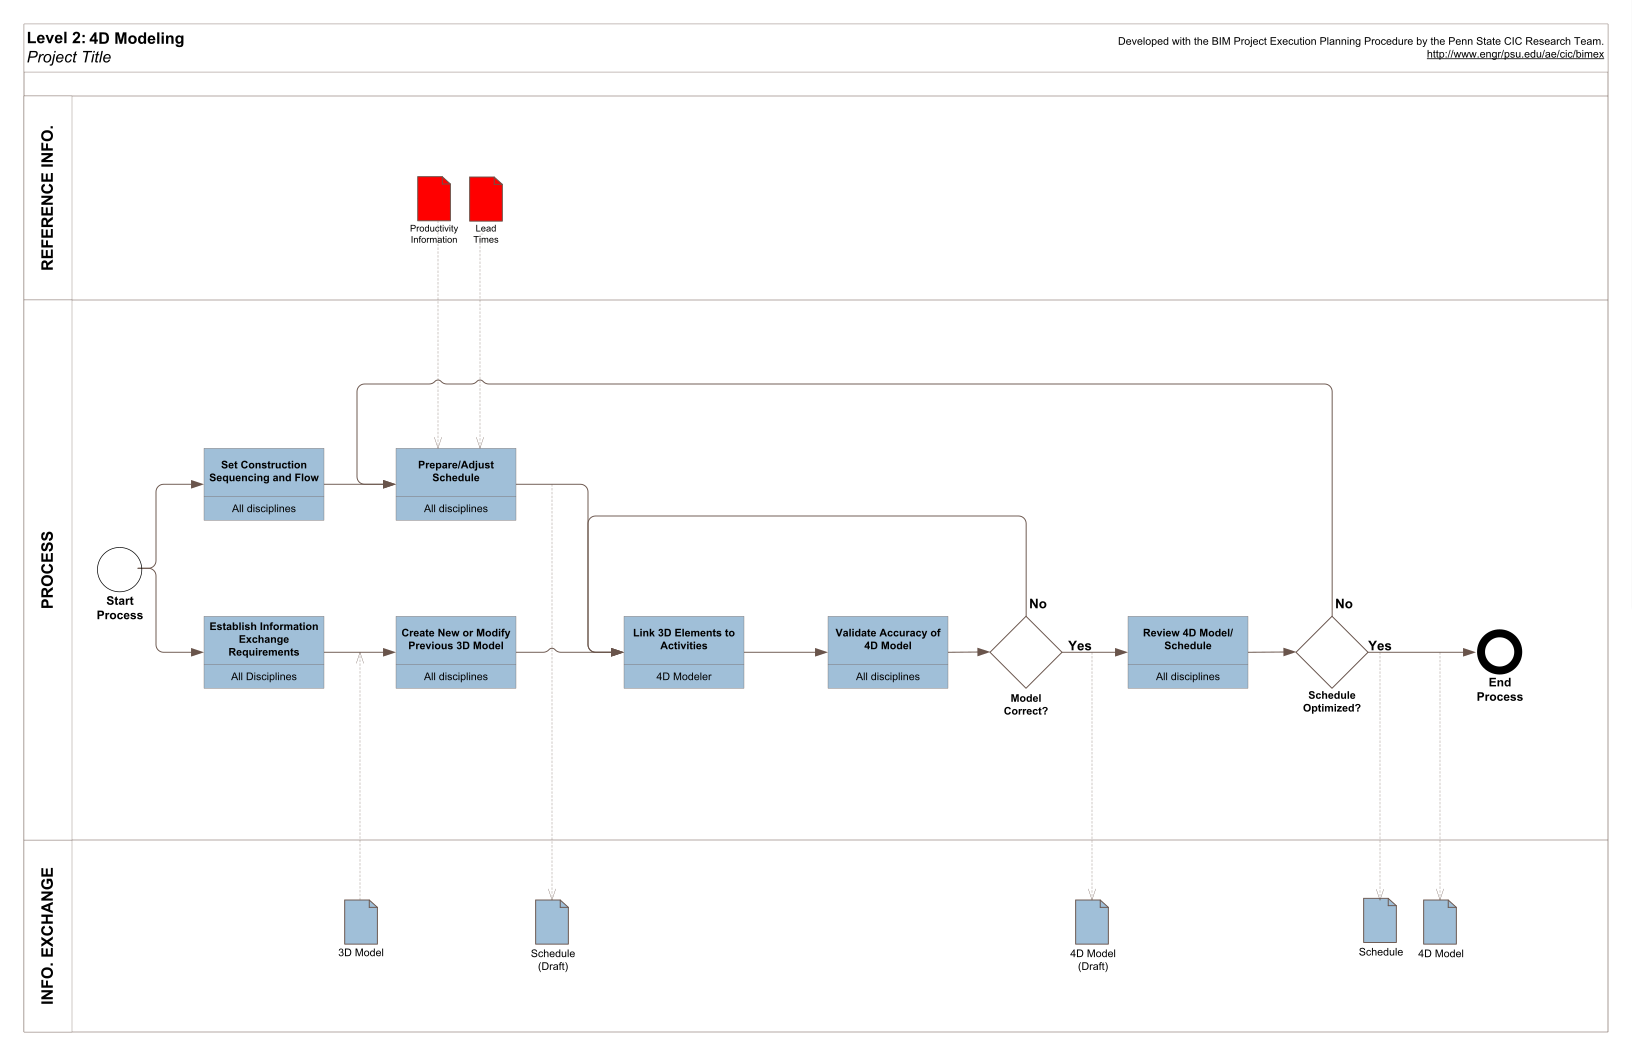 Level 2: 4D Modeling
Project Title
Developed with the BIM Project Execution Planning Procedure by the Penn State CIC Research Team.
http://www.engr/psu.edu/ae/cic/bimex
REFERENCE INFO.
Productivity
Information
Lead
Times
PROCESS
Start
Process
Set Construction
Sequencing and Flow
All disciplines
Prepare/Adjust
Schedule
All disciplines
Establish Information
Exchange
Requirements
All Disciplines
Create New or Modify
Previous 3D Model
All disciplines
Link 3D Elements to
Activities
4D Modeler
Validate Accuracy of
4D Model
All disciplines
No
Yes
Model
Correct?
Review 4D Model/
Schedule
All disciplines
No
Yes
Schedule
Optimized?
End
Process
INFO. EXCHANGE
3D Model
Schedule
(Draft)
4D Model
(Draft)
Schedule
4D Model